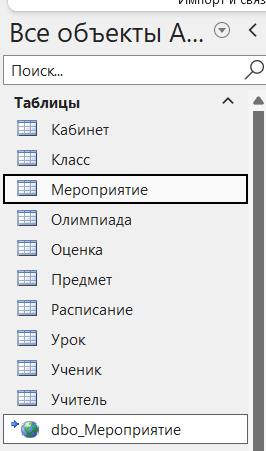 Импорт и связ
Все объекты A...
Поиск...
Таблицы
Кабинет
Класс
Мероприятие
Олимпиада
Оценка
Предмет
Расписание
Урок
Ученик
Учитель
dbo_Мероприятие